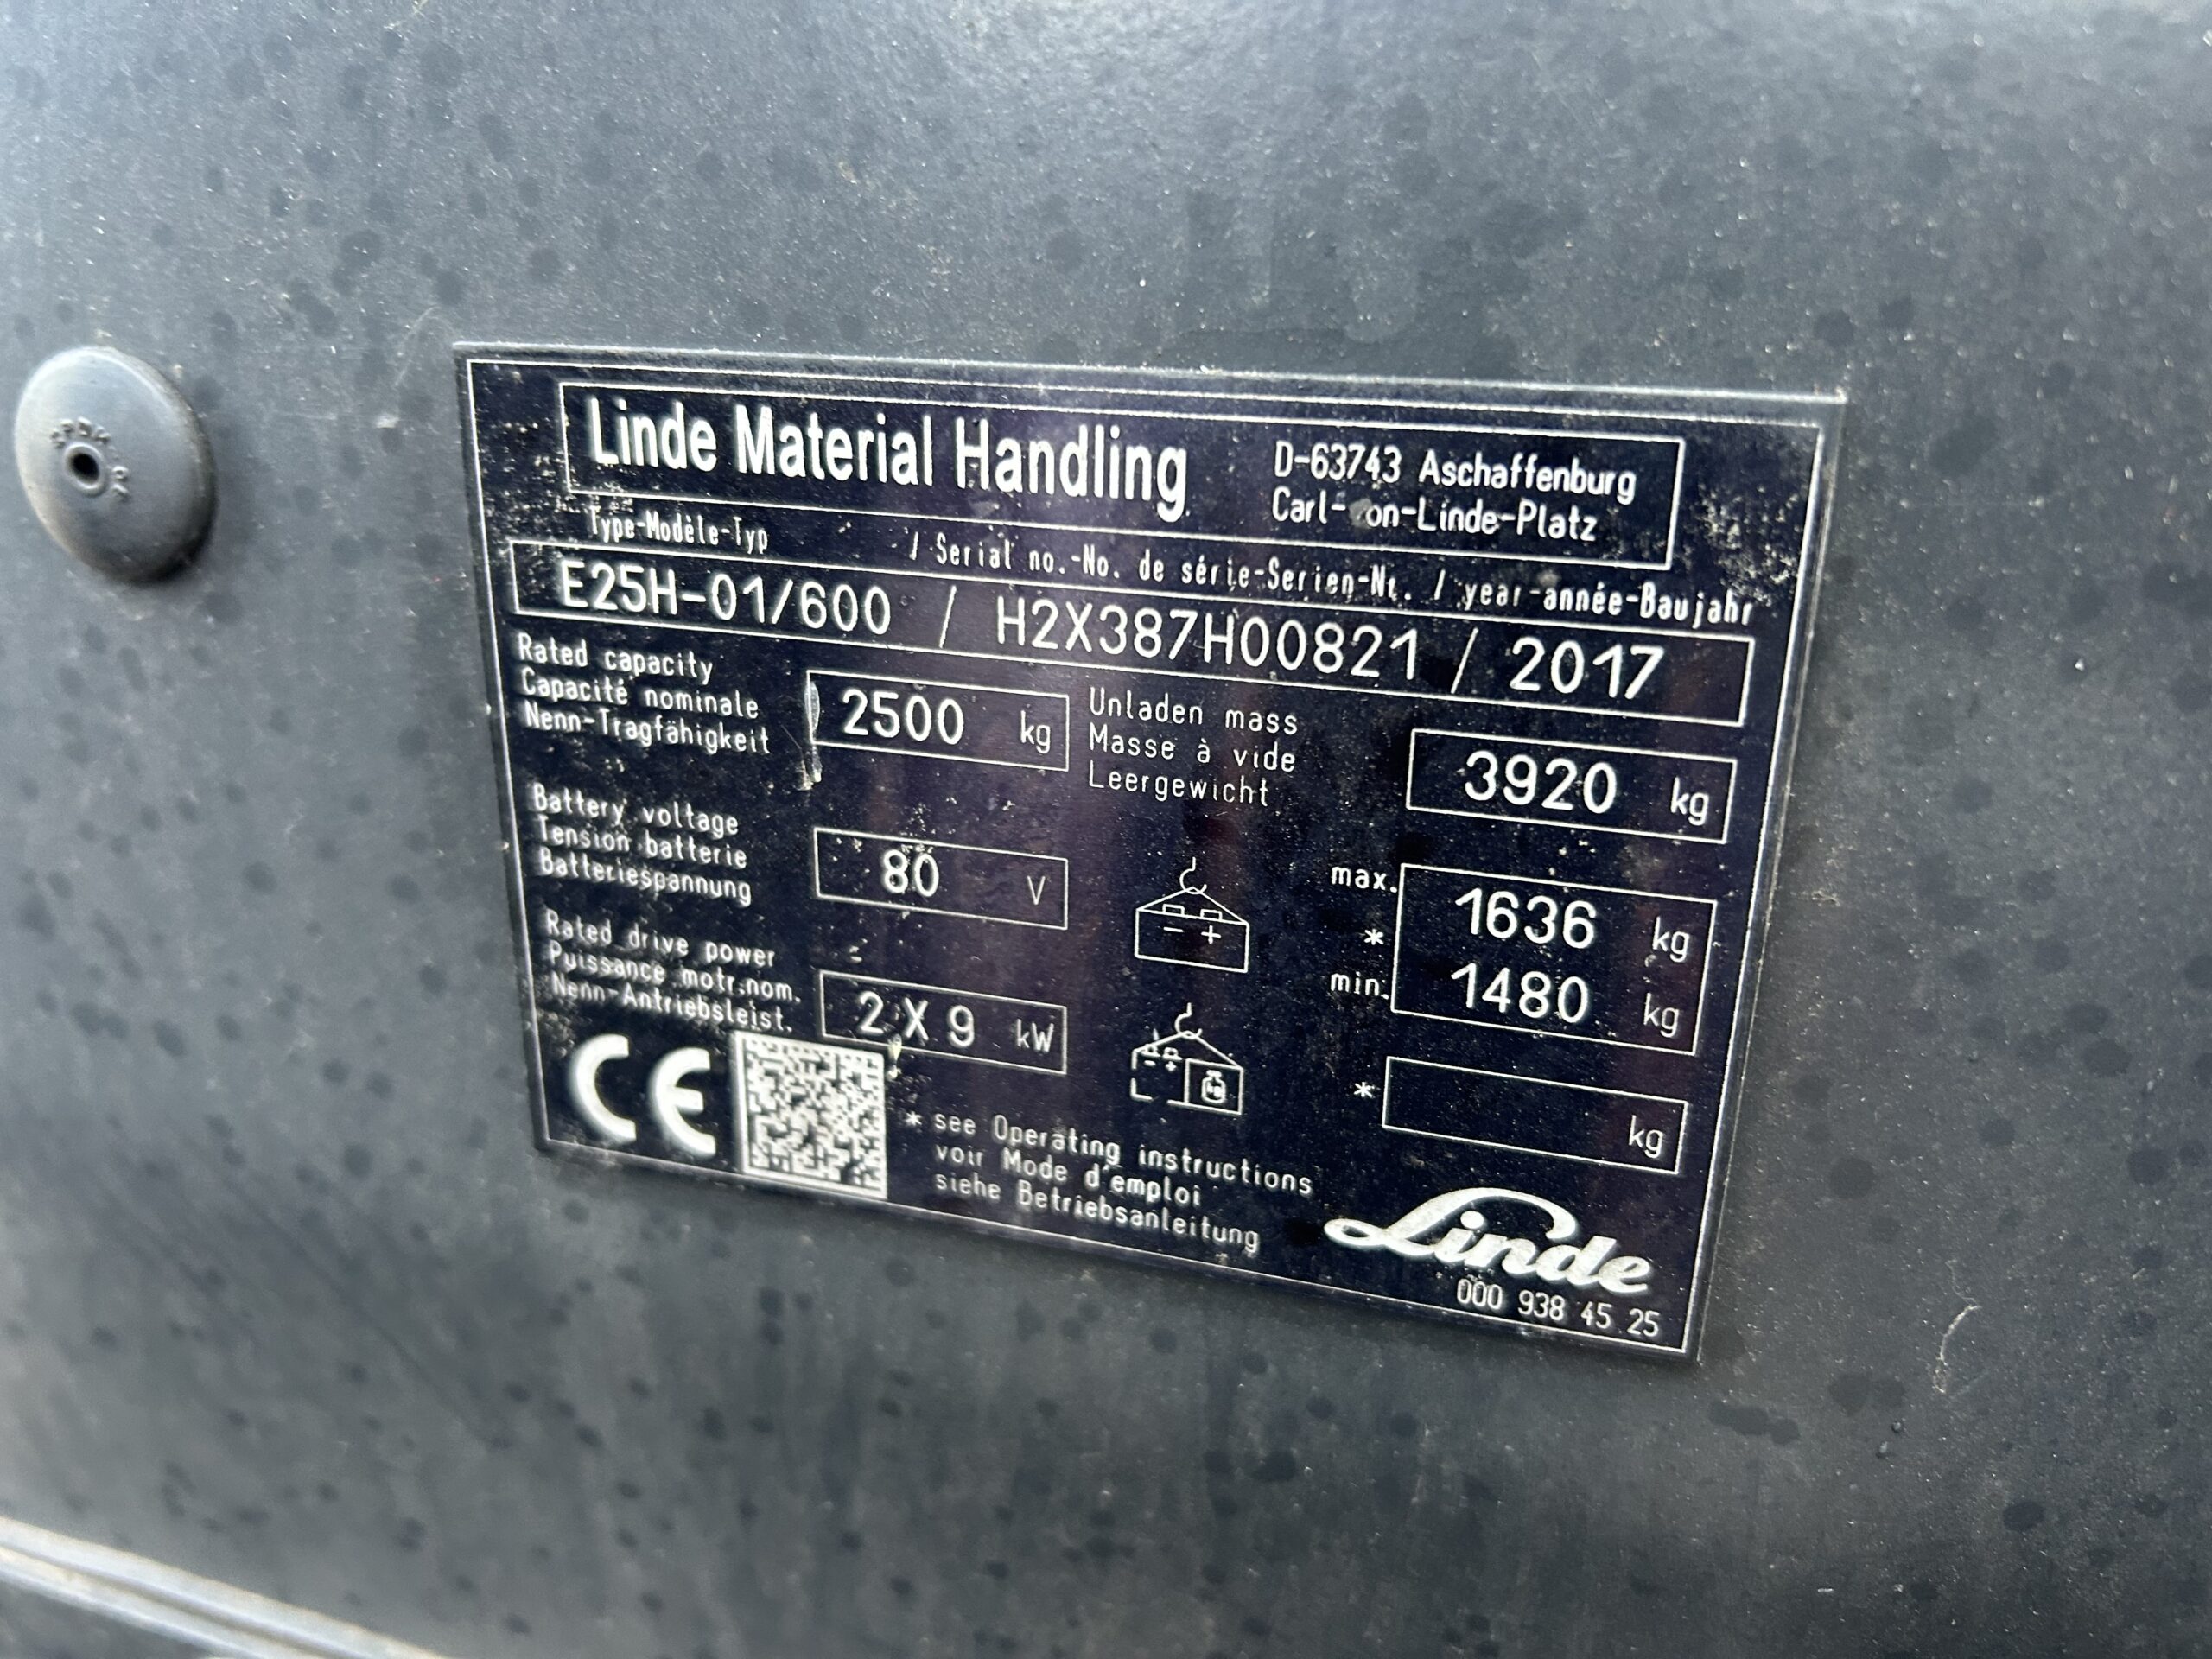 Linde Material Handling
D-63743 Aschaffenburg
Carl- on-Linde-Platz
Type-Modèle-Typ / Serial no.-No. de série-Serien-Nr. / year-année-Baujahr
E25H-01/600 / H2X387H00821 / 2017
Rated capacity
Capacité nominale
Nenn-Tragfähigkeit
2500 kg
Unladen mass
Masse à vide
Leergewicht
3920 kg
Battery voltage
Tension batterie
Batteriespannung
80 V
- +
max. 1636 kg
*
min. 1480 kg
Rated drive power
Puissance motr.nom.
Nenn-Antriebsleist.
2 X 9 kW
- +
* kg
CE
* see Operating instructions
voir Mode d'emploi
siehe Betriebsanleitung
Linde
000 938 45 25